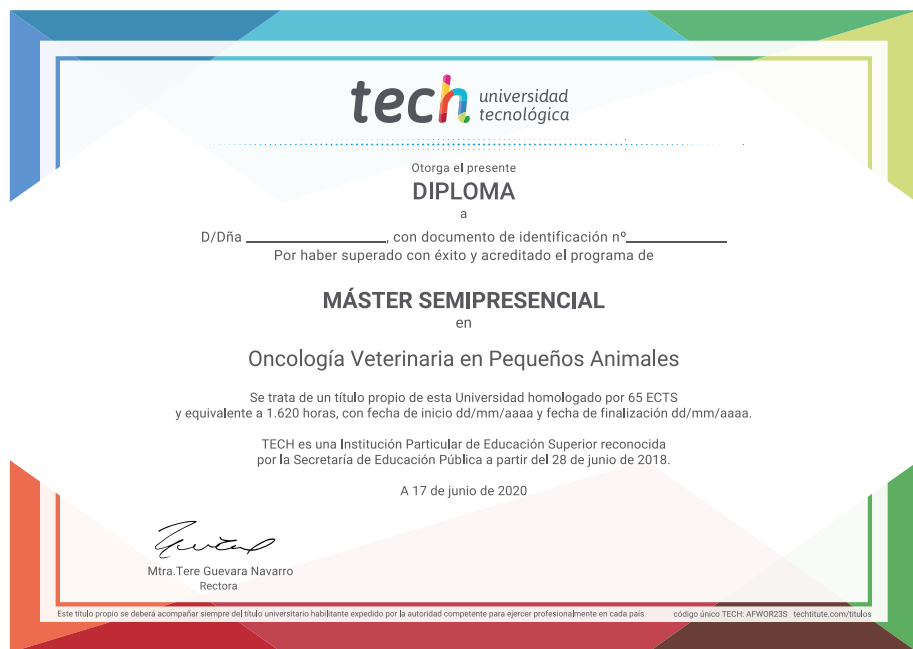 tech universidad
tecnológica
Otorga el presente
DIPLOMA
a
D/Dña ____________, con documento de identificación nº____________
Por haber superado con éxito y acreditado el programa de
MÁSTER SEMIPRESENCIAL
en
Oncología Veterinaria en Pequeños Animales
Se trata de un título propio de esta Universidad homologado por 65 ECTS
y equivalente a 1.620 horas, con fecha de inicio dd/mm/aaaa y fecha de finalización dd/mm/aaaa.
TECH es una Institución Particular de Educación Superior reconocida
por la Secretaría de Educación Pública a partir del 28 de junio de 2018.
A 17 de junio de 2020
Mtra.Tere Guevara Navarro
Rectora
Este título propio se deberá acompañar siempre del título universitario habilitante expedido por la autoridad competente para ejercer profesionalmente en cada país. código único TECH: AFWOR23S techtitute.com/titulos